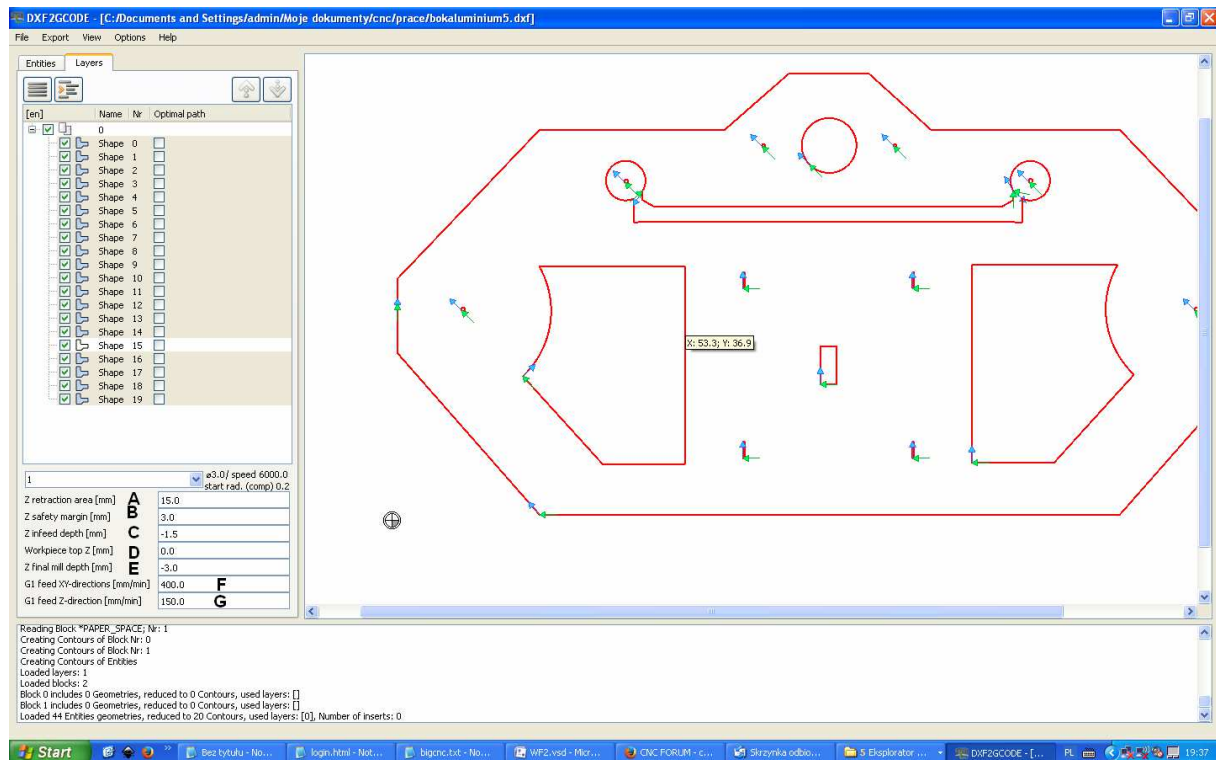 DXF2GCODE - [C:/Documents and Settings/admin/Moje dokumenty/cnc/prace/bokaluminium5.dxf]
File Export View Options Help
Entities Layers
[en] Name Nr Optimal path
0
Shape 0
Shape 1
Shape 2
Shape 3
Shape 4
Shape 5
Shape 6
Shape 7
Shape 8
Shape 9
Shape 10
Shape 11
Shape 12
Shape 13
Shape 14
Shape 15
Shape 16
Shape 17
Shape 18
Shape 19
X: 53.3; Y: 36.9
1 ø3.0/ speed 6000.0
start rad. (comp) 0.2
Z retraction area [mm] A 15.0
Z safety margin [mm] B 3.0
Z infeed depth [mm] C -1.5
Workpiece top Z [mm] D 0.0
Z final mill depth [mm] E -3.0
G1 feed XY-directions [mm/min] 400.0 F
G1 feed Z-direction [mm/min] 150.0 G
Reading Block *PAPER_SPACE; Nr: 1
Creating Contours of Block Nr: 0
Creating Contours of Block Nr: 1
Creating Contours of Entities
Loaded layers: 1
Loaded blocks: 2
Block 0 includes 0 Geometries, reduced to 0 Contours, used layers: []
Block 1 includes 0 Geometries, reduced to 0 Contours, used layers: []
Loaded 44 Entities geometries, reduced to 20 Contours, used layers: [0], Number of inserts: 0
Start » Bez tytułu - No... login.html - Not... bigcnc.txt - No... WF2.vsd - Micr... CNC FORUM - c... Skrzynka odbio... 5 Eksplorator ... DXF2GCODE - [... PL 19:37